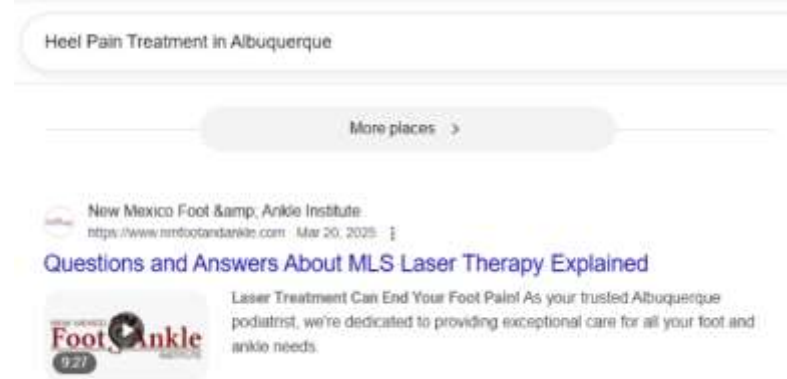 Heel Pain Treatment in Albuquerque
More places >
New Mexico Foot &amp; Ankle Institute
https://www.nmfootandankle.com Mar 20, 2025
Questions and Answers About MLS Laser Therapy Explained
Laser Treatment Can End Your Foot Pain! As your trusted Albuquerque
podiatrist, we're dedicated to providing exceptional care for all your foot and
ankle needs.
NEW MEXICO
Foot & Ankle
INSTITUTE
9:27